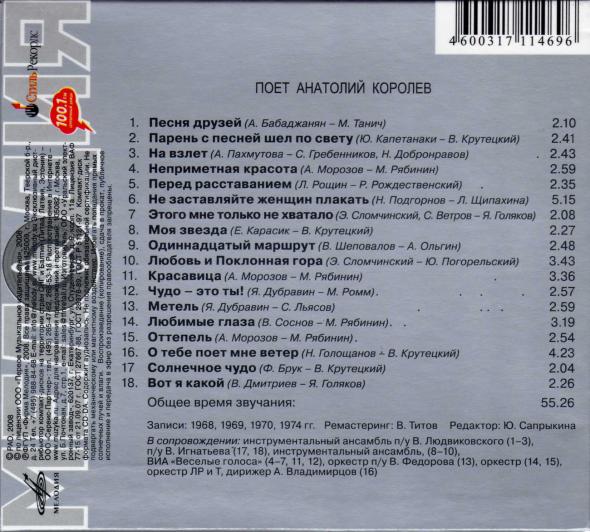 4 600317 114696
ПОЕТ АНАТОЛИЙ КОРОЛЕВ
1. Песня друзей (А. Бабаджанян – М. Танич) 2.10
2. Парень с песней шел по свету (Ю. Капетанаки – В. Крутецкий) 2.41
3. На взлет (А. Пахмутова – С. Гребенников, Н. Добронравов) . 2.43
4. Неприметная красота (А. Морозов – М. Рябинин) 2.59
5. Перед расставанием (Л. Рощин – Р. Рождественский) 2.35
6. Не заставляйте женщин плакать (Н. Подгорнов – Л. Щипахина) 5.15
7 Этого мне только не хватало (Э. Сломчинский, С. Ветров – Я. Голяков) 2.08
8. Моя звезда (Е. Карасик – В. Крутецкий) 2.27
9. Одиннадцатый маршрут (В. Шеповалов – А. Ольгин) 2.48
10. Любовь и Поклонная гора (Э. Сломчинский – Ю. Погорельский) 3.43
11. Красавица (А. Морозов – М. Рябинин) 3.36
12. Чудо – это ты! (Я. Дубравин – М. Ромм) . 2.57
13. Метель (Я. Дубравин – С. Льясов) 2.59
14. Любимые глаза (В. Соснов – М. Рябинин) . 3.19
15. Оттепель (А. Морозов – М. Рябинин) 2.54
16. О тебе поет мне ветер (Н. Голощанов – В. Крутецкий) 4.23
17. Солнечное чудо (Ф. Брук – В. Крутецкий) 2.04
18. Вот я какой (В. Дмитриев – Я. Голяков) 2.26
Общее время звучания: 55.26
Записи: 1968, 1969, 1970, 1974 гг. Ремастеринг: В. Титов Редактор: Ю. Саприкина
В сопровождении: инструментальный ансамбль п/у В. Людвиковского (1–3),
п/у В. Игнатьева (17, 18), инструментальный ансамбль, (8–10),
ВИА «Веселые голоса» (4–7, 11, 12), оркестр п/у В. Федорова (13), оркестр (14, 15),
оркестр ЛР и Т, дирижер А. Владимирцов (16)
СтильРекордс
100.1
МЕЛОДИЯ
МЕЛОДИЯ
© РАО, 2008